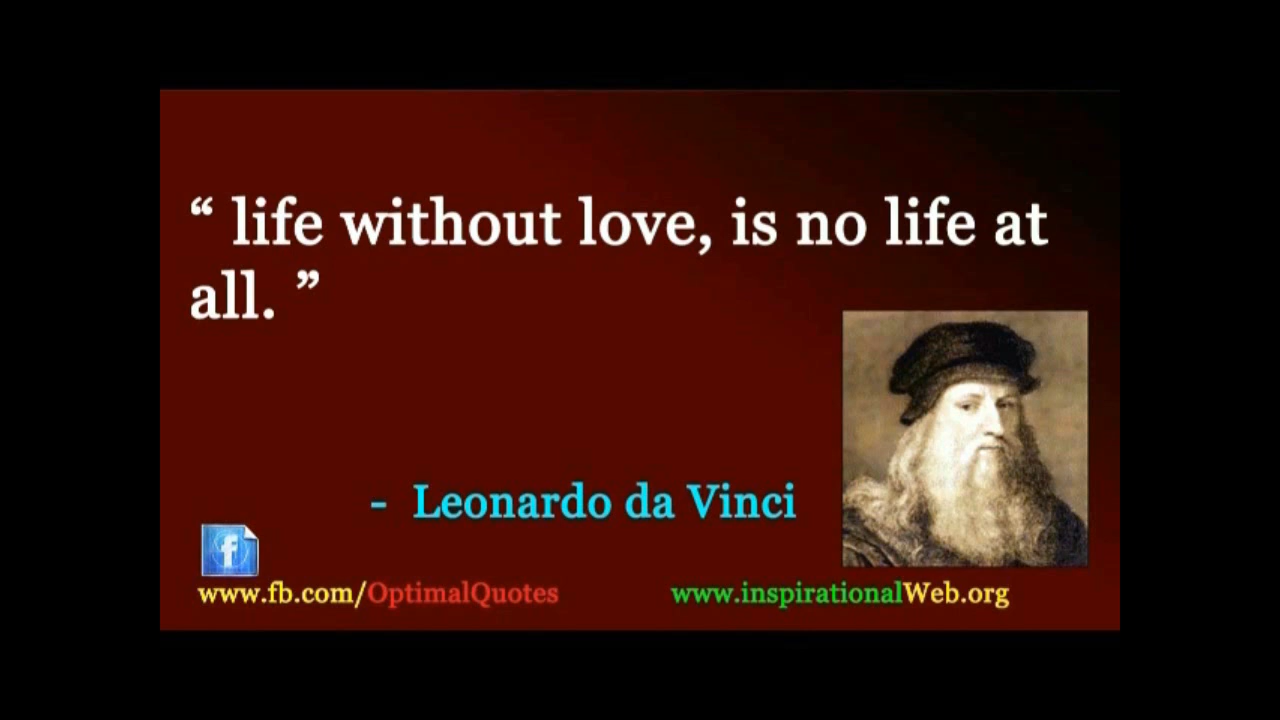 “ life without love, is no life at
all. ”
- Leonardo da Vinci
f
www.fb.com/OptimalQuotes
www.inspirationalWeb.org